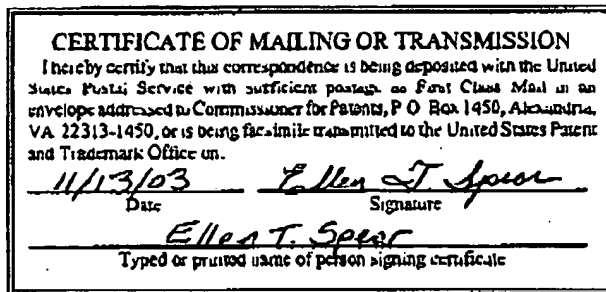 CERTIFICATE OF MAILING OR TRANSMISSION
I hereby certify that this correspondence is being deposited with the United
States Postal Service with sufficient postage as First Class Mail in an
envelope addressed to Commissioner for Patents, P O Box 1450, Alexandria,
VA 22313-1450, or is being facsimile transmitted to the United States Patent
and Trademark Office on.
11/13/03 Ellen T. Spear
Date Signature
Ellen T. Spear
Typed or printed name of person signing certificate